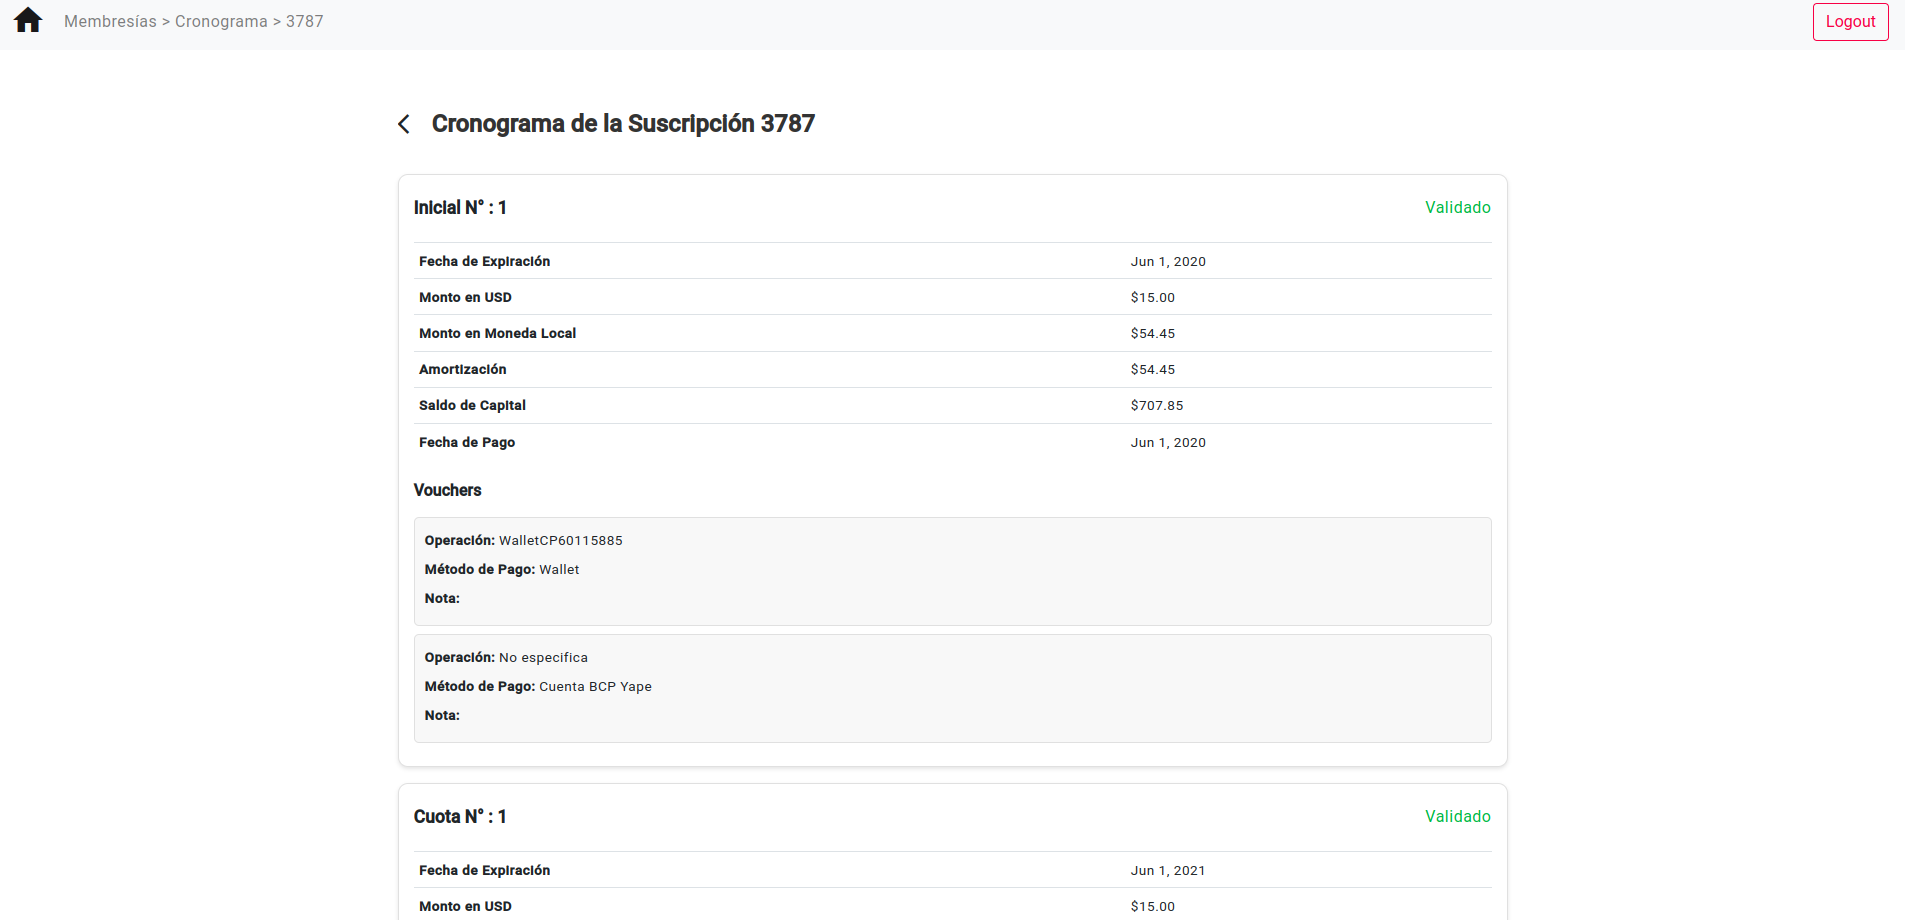 Membresías > Cronograma > 3787
Logout
Cronograma de la Suscripción 3787
Inicial N° : 1
Validado
Fecha de Expiración Jun 1, 2020
Monto en USD $15.00
Monto en Moneda Local $54.45
Amortización $54.45
Saldo de Capital $707.85
Fecha de Pago Jun 1, 2020
Vouchers
Operación: WalletCP60115885
Método de Pago: Wallet
Nota:
Operación: No especifica
Método de Pago: Cuenta BCP Yape
Nota:
Cuota N° : 1
Validado
Fecha de Expiración Jun 1, 2021
Monto en USD $15.00